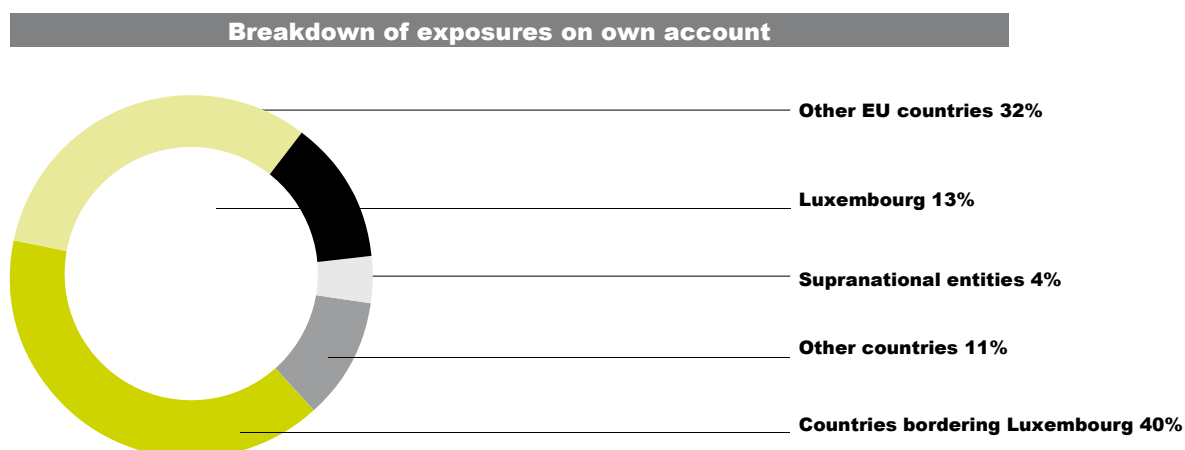 Breakdown of exposures on own account
Other EU countries 32%
Luxembourg 13%
Supranational entities 4%
Other countries 11%
Countries bordering Luxembourg 40%